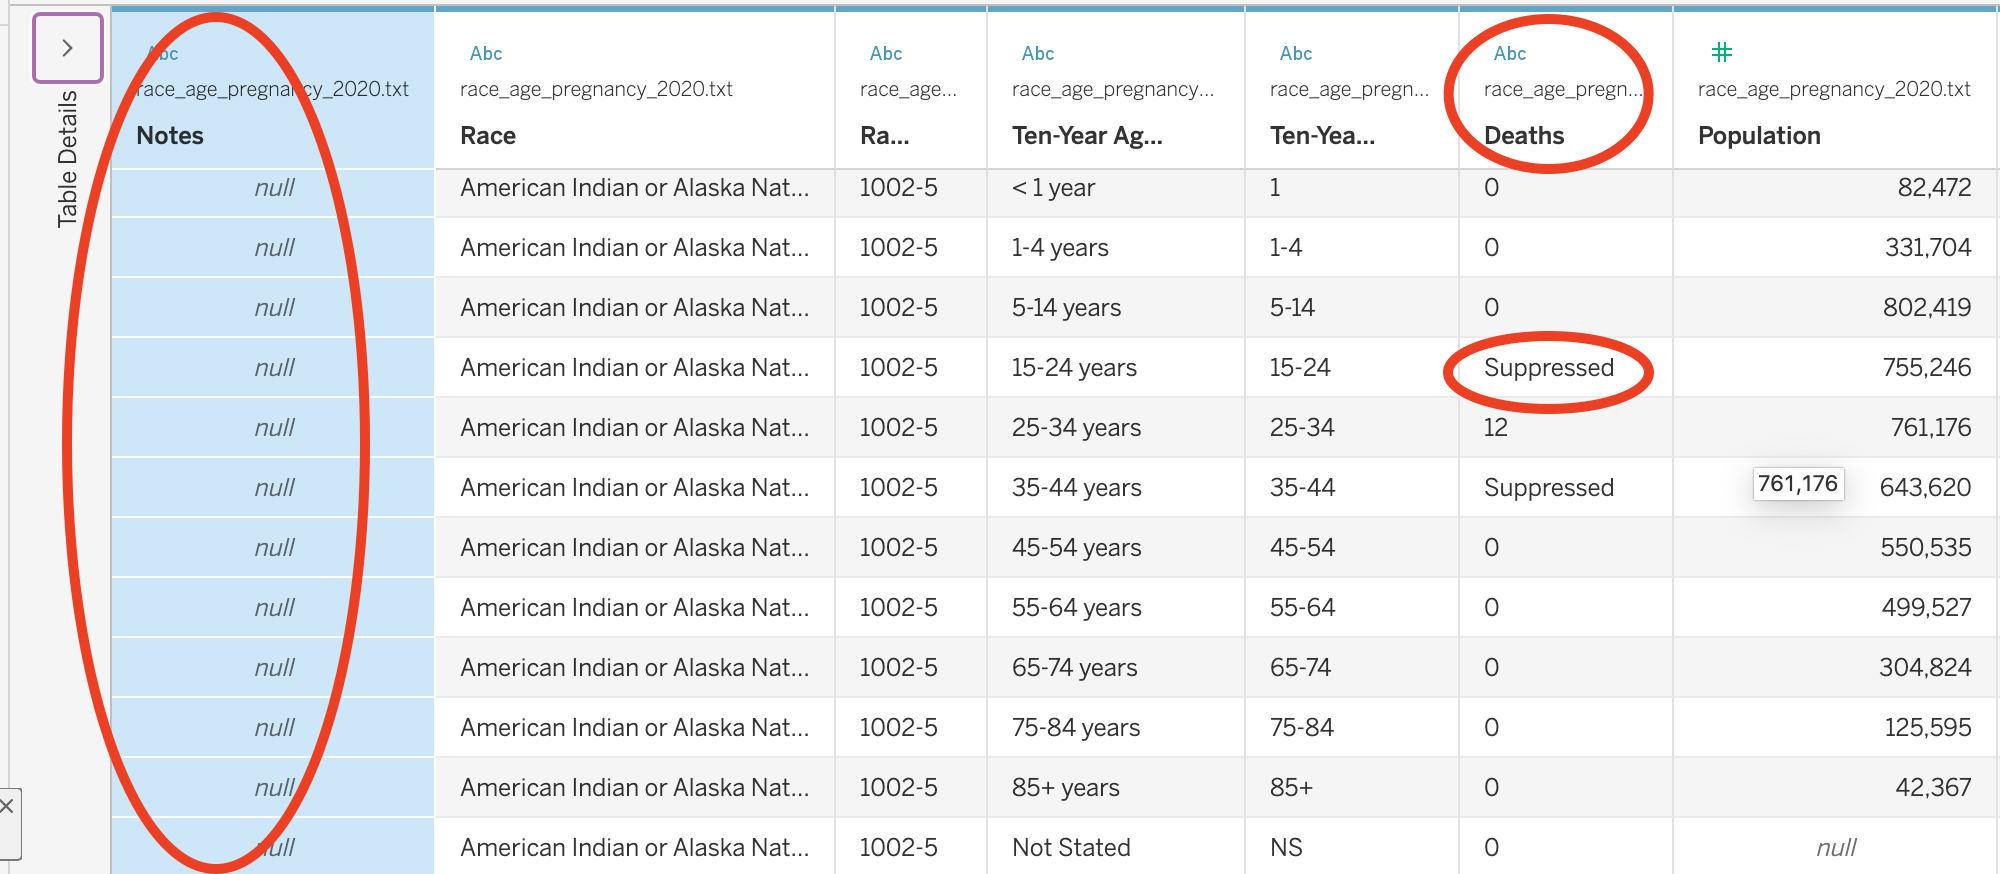 Table Details
Abc Abc Abc Abc Abc Abc
race_age_pregnancy_2020.txt race_age_pregnancy_2020.txt race_age... race_age_pregnancy... race_age_pregn... race_age_pregn... race_age_pregnancy_2020.txt
Notes Race Ra... Ten-Year Ag... Ten-Yea... Deaths Population
null American Indian or Alaska Nat... 1002-5 < 1 year 1 0 82,472
null American Indian or Alaska Nat... 1002-5 1-4 years 1-4 0 331,704
null American Indian or Alaska Nat... 1002-5 5-14 years 5-14 0 802,419
null American Indian or Alaska Nat... 1002-5 15-24 years 15-24 Suppressed 755,246
null American Indian or Alaska Nat... 1002-5 25-34 years 25-34 12 761,176
null American Indian or Alaska Nat... 1002-5 35-44 years 35-44 Suppressed 761,176 643,620
null American Indian or Alaska Nat... 1002-5 45-54 years 45-54 0 550,535
null American Indian or Alaska Nat... 1002-5 55-64 years 55-64 0 499,527
null American Indian or Alaska Nat... 1002-5 65-74 years 65-74 0 304,824
null American Indian or Alaska Nat... 1002-5 75-84 years 75-84 0 125,595
null American Indian or Alaska Nat... 1002-5 85+ years 85+ 0 42,367
null American Indian or Alaska Nat... 1002-5 Not Stated NS 0 null